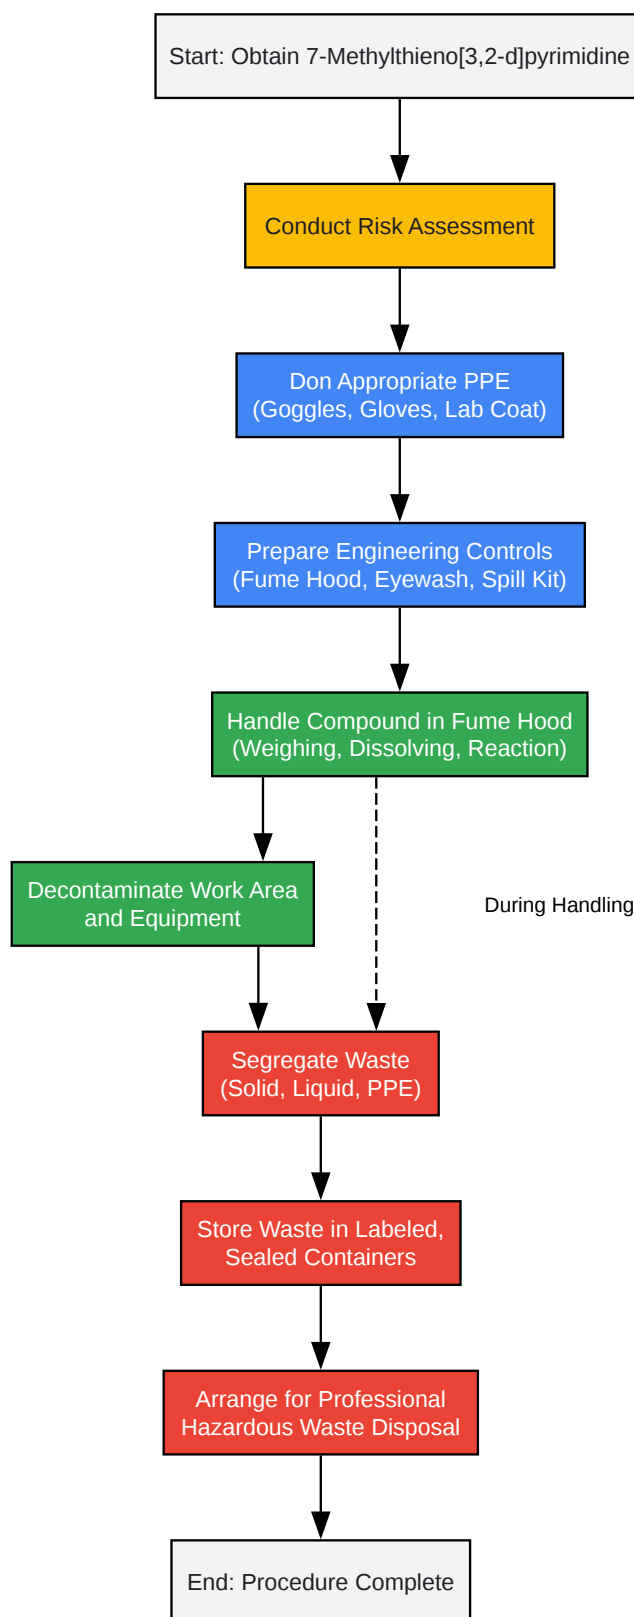 Start: Obtain 7-Methylthieno[3,2-d]pyrimidine
Conduct Risk Assessment
Don Appropriate PPE
(Goggles, Gloves, Lab Coat)
Prepare Engineering Controls
(Fume Hood, Eyewash, Spill Kit)
Handle Compound in Fume Hood
(Weighing, Dissolving, Reaction)
Decontaminate Work Area
and Equipment
During Handling
Segregate Waste
(Solid, Liquid, PPE)
Store Waste in Labeled,
Sealed Containers
Arrange for Professional
Hazardous Waste Disposal
End: Procedure Complete